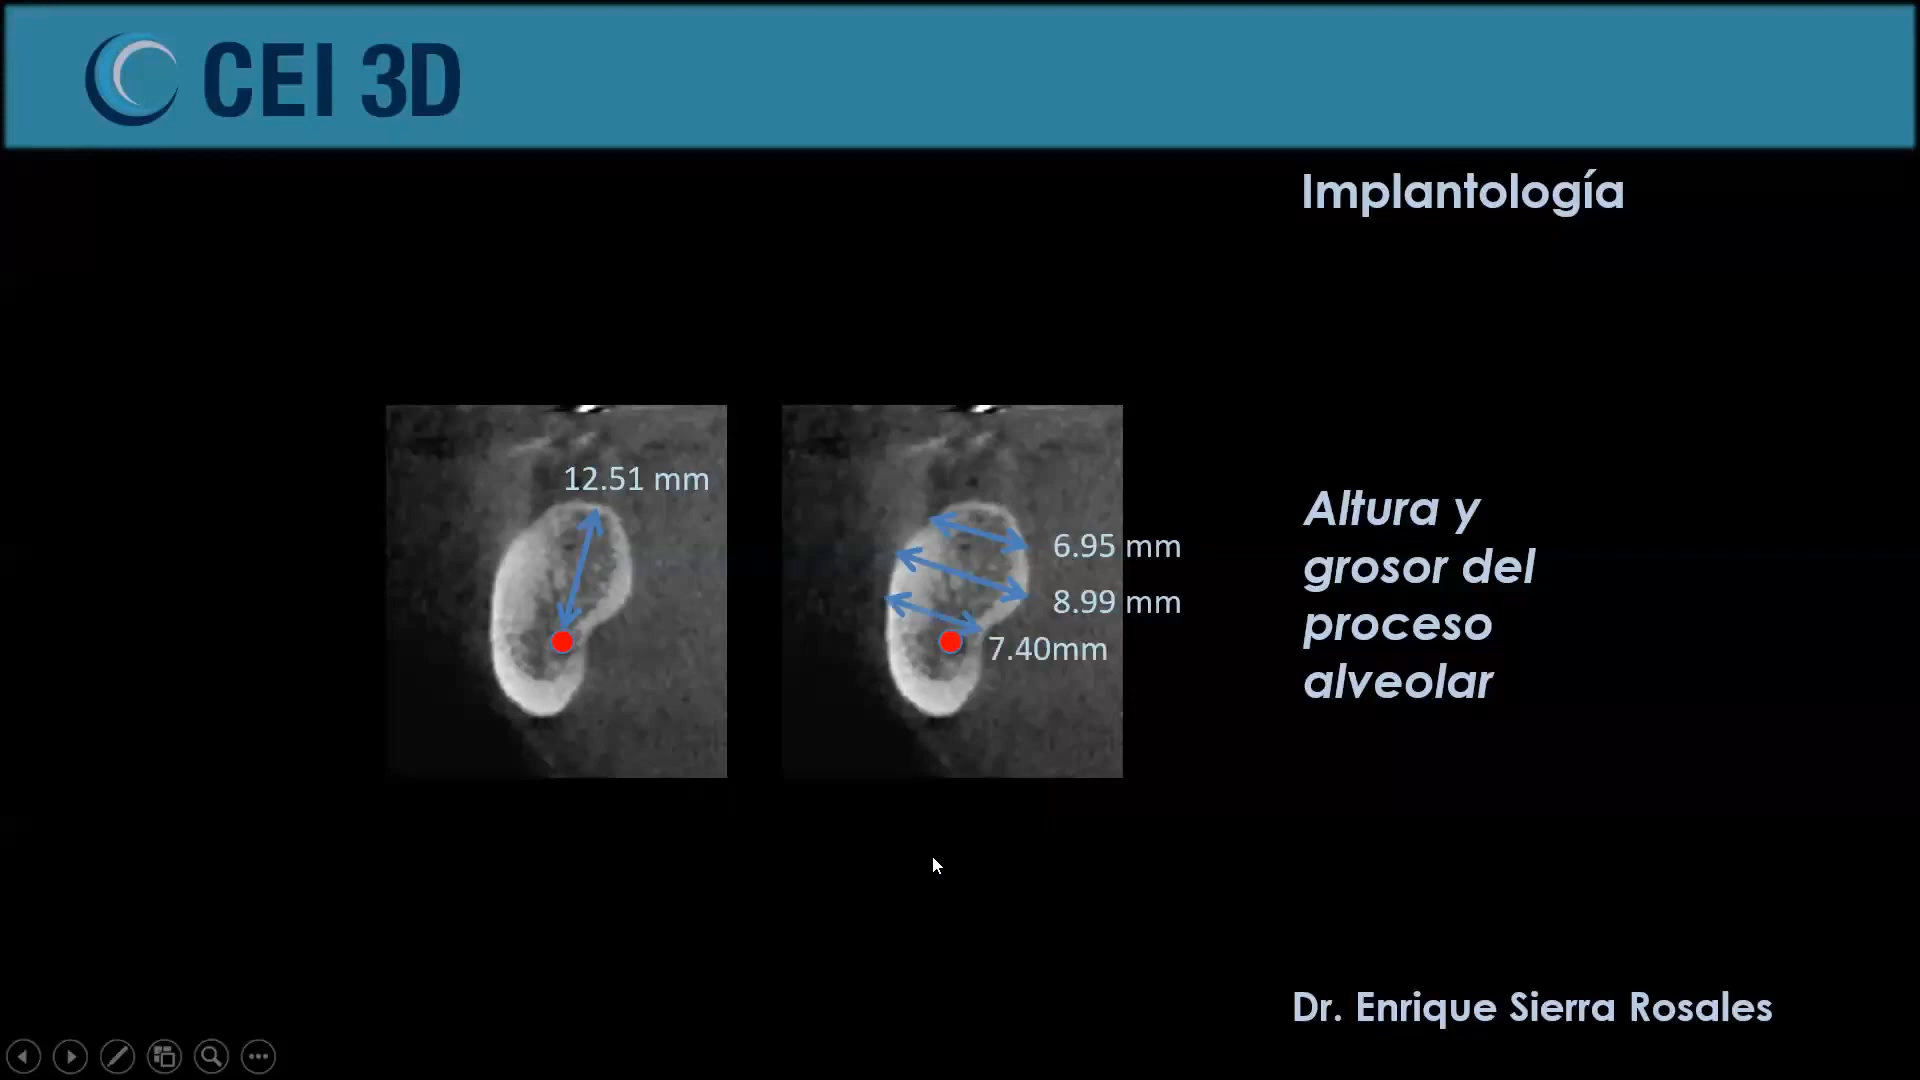 CEI 3D
Implantología
12.51 mm
6.95 mm
8.99 mm
7.40mm
Altura y
grosor del
proceso
alveolar
Dr. Enrique Sierra Rosales